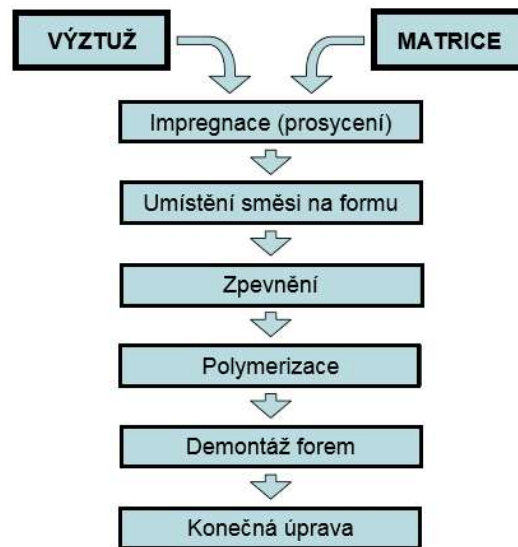 VÝZTUŽ
MATRICE
Impregnace (prosycení)
Umístění směsi na formu
Zpevnění
Polymerizace
Demontáž forem
Konečná úprava